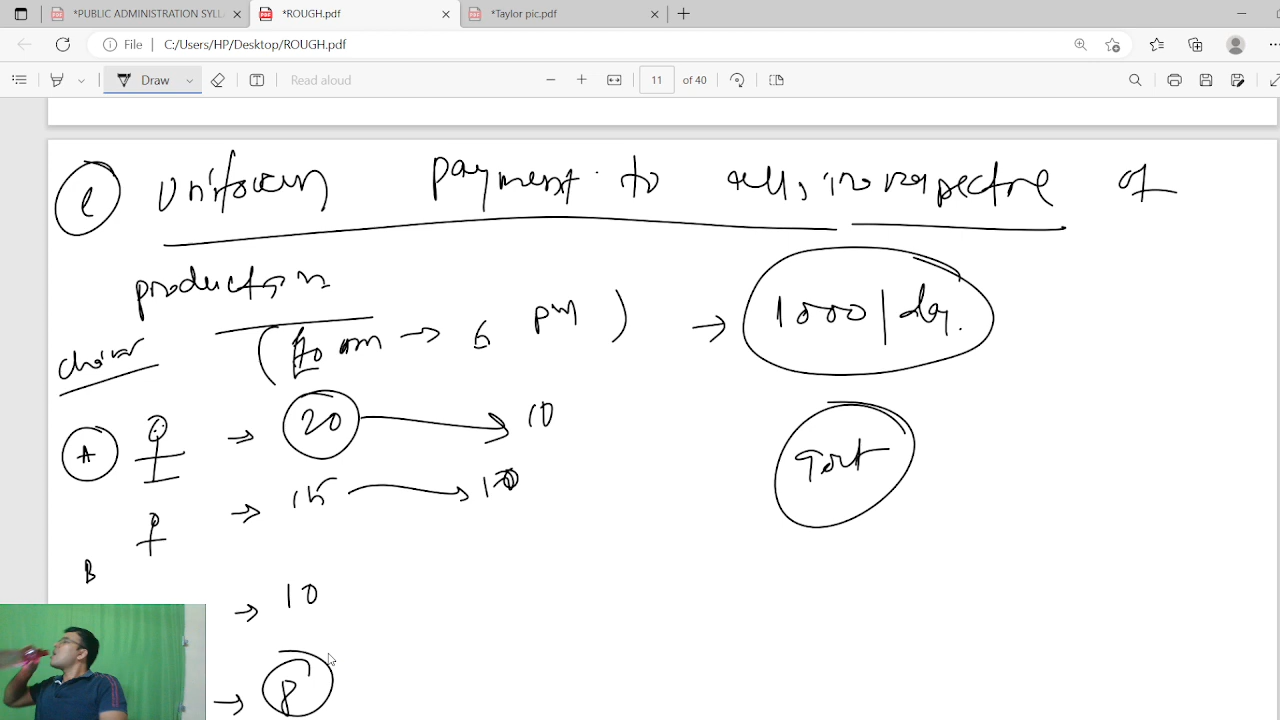 *PUBLIC ADMINISTRATION SYLLA
*ROUGH.pdf
*Taylor pic.pdf
File
C:/Users/HP/Desktop/ROUGH.pdf
Draw
Read aloud
11
of 40
e
uniform payment to all, irrespective of
production
(10 am → 6 pm) → 1000/day.
chair
A → 20 → 10
→ 15 → 10
Govt
B
→ 10
→ 8